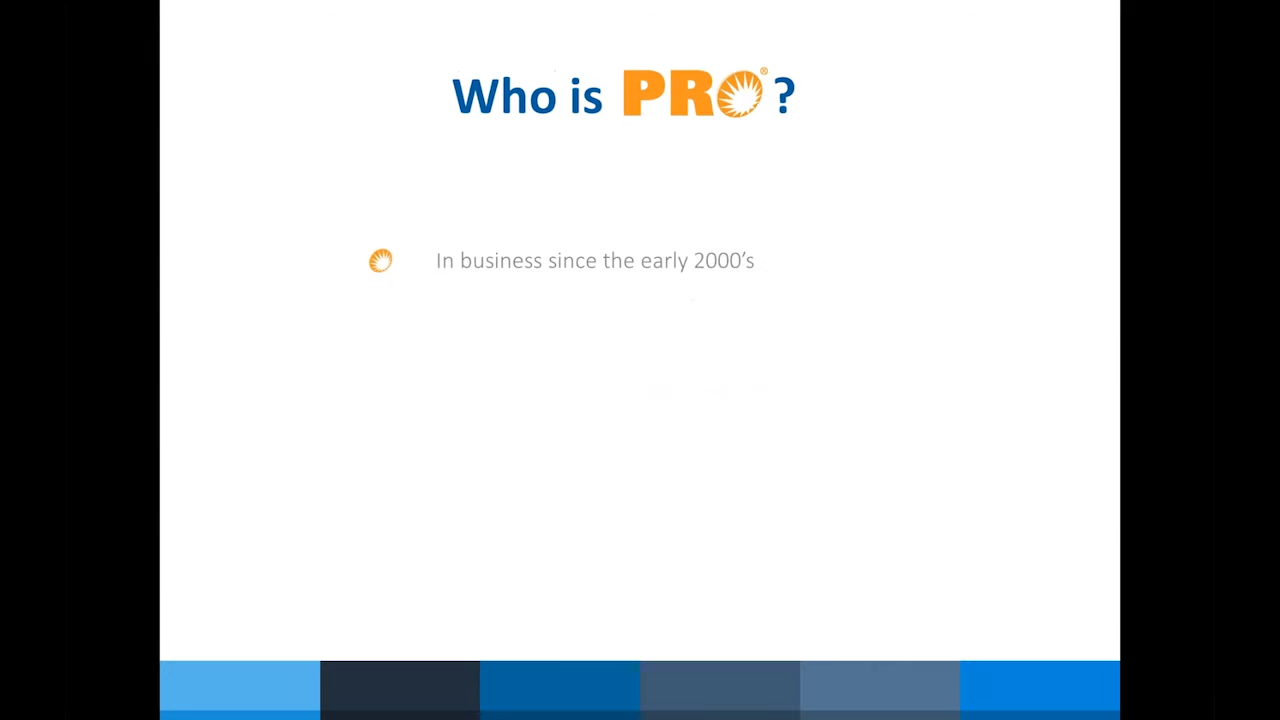 Who is PRO® ?
In business since the early 2000’s